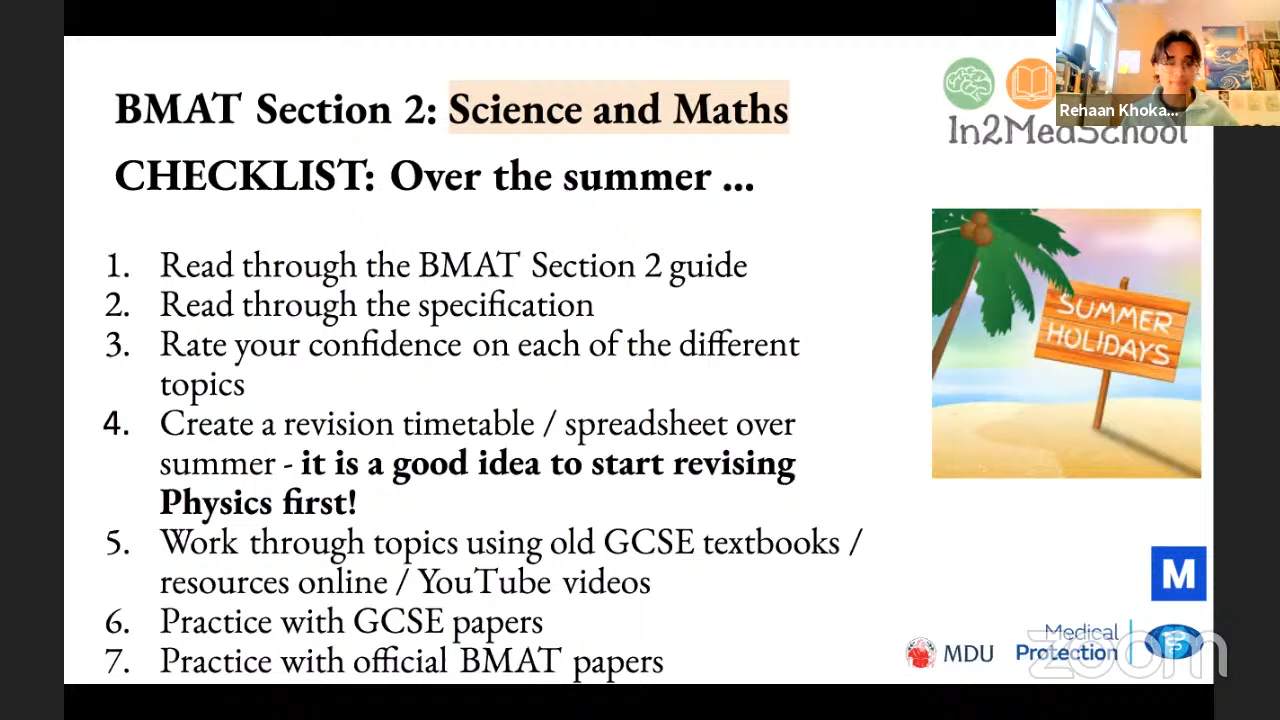 BMAT Section 2: Science and Maths
CHECKLIST: Over the summer ...
1. Read through the BMAT Section 2 guide
2. Read through the specification
3. Rate your confidence on each of the different
topics
4. Create a revision timetable / spreadsheet over
summer - it is a good idea to start revising
Physics first!
5. Work through topics using old GCSE textbooks /
resources online / YouTube videos
6. Practice with GCSE papers
7. Practice with official BMAT papers
Rehaan Khoka...
In2MedSchool
SUMMER
HOLIDAYS
M
MDU
Medical
Protection
zoom